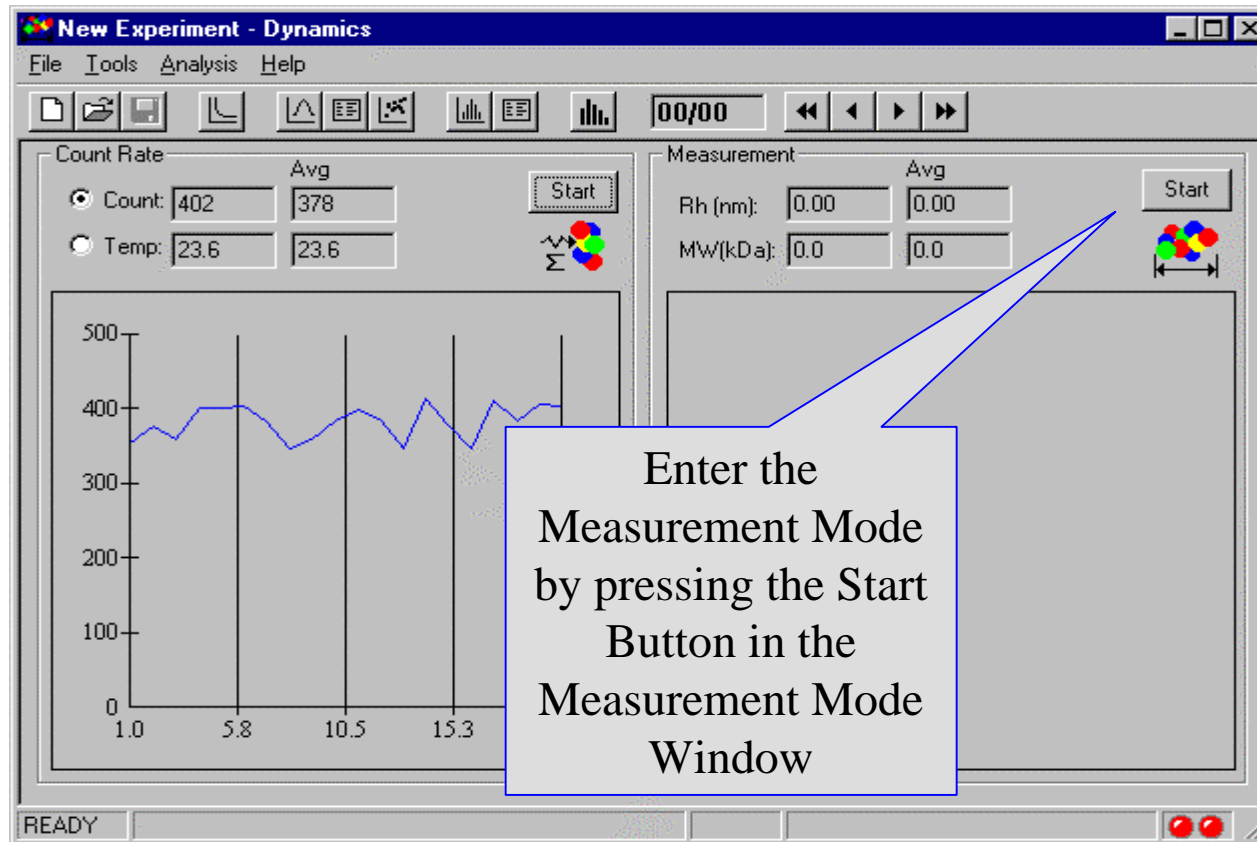 New Experiment - Dynamics
File Tools Analysis Help
00/00
Count Rate
Avg
Count: 402 378
Start
Temp: 23.6 23.6
Σ
500
400
300
200
100
0
1.0 5.8 10.5 15.3
Measurement
Avg
Rh (nm): 0.00 0.00
Start
MW(kDa): 0.0 0.0
Enter the
Measurement Mode
by pressing the Start
Button in the
Measurement Mode
Window
READY